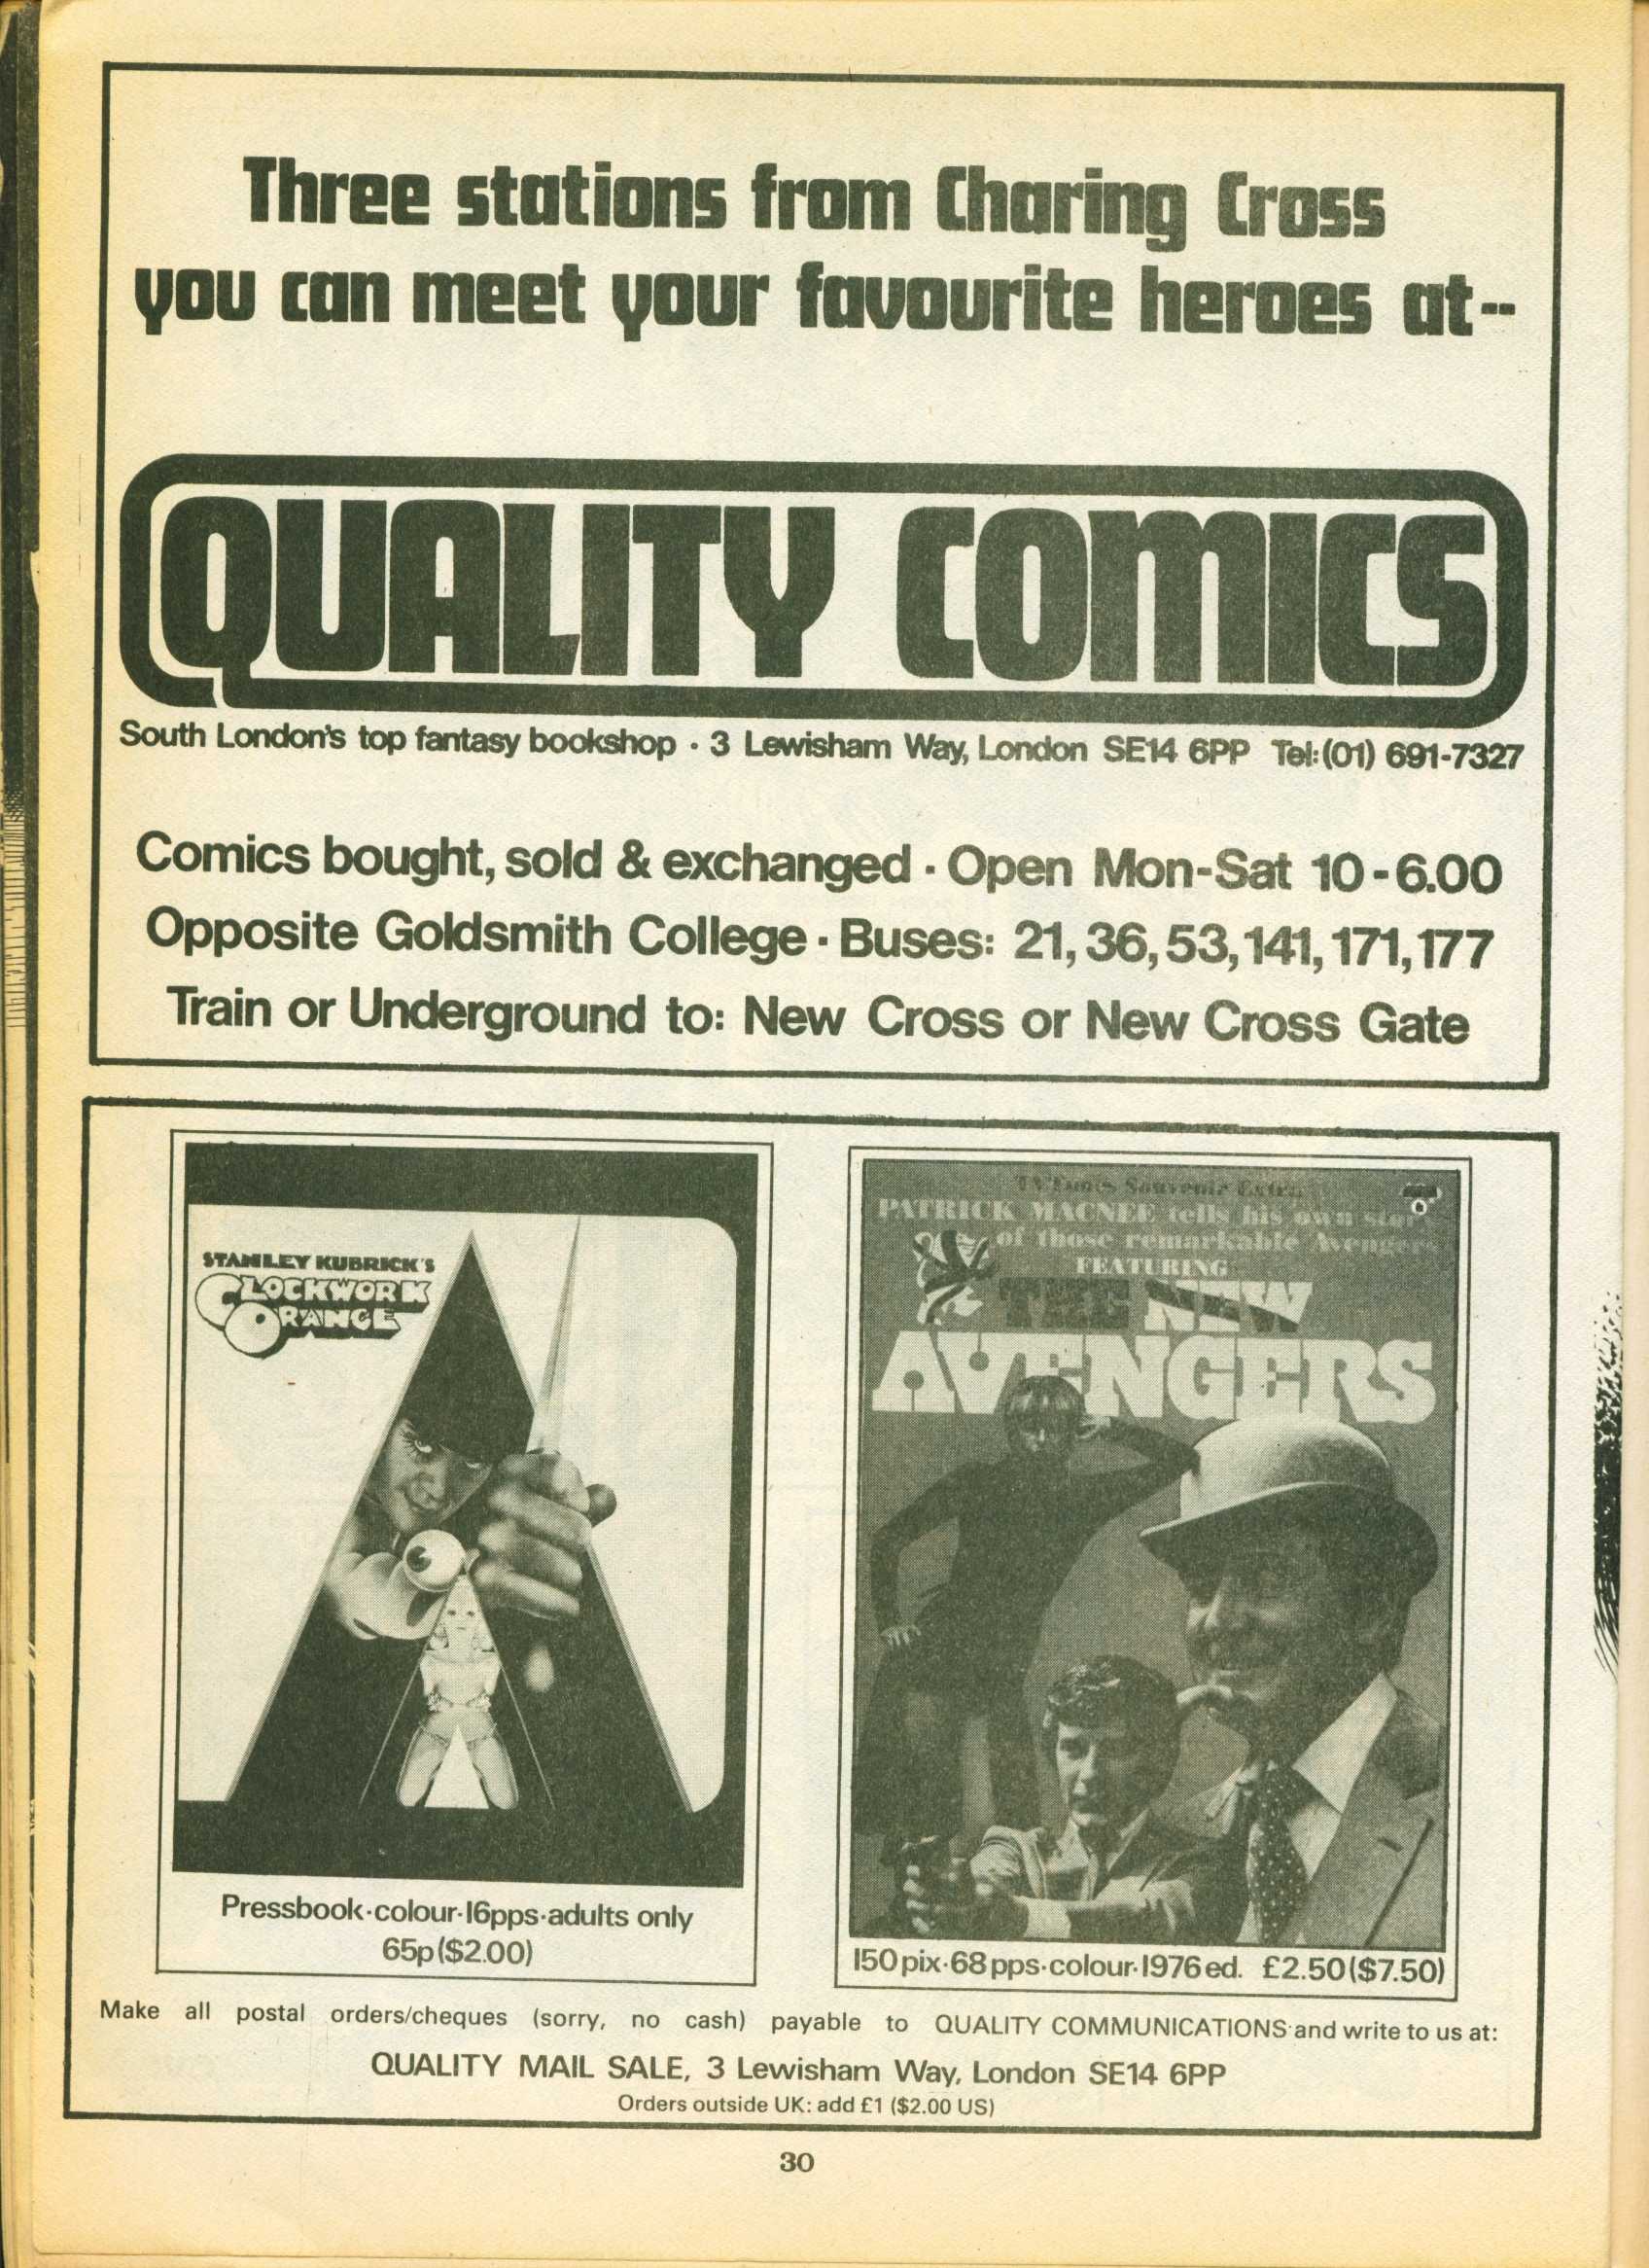 Three stations from Charing Cross
you can meet your favourite heroes at--
QUALITY COMICS
South London's top fantasy bookshop · 3 Lewisham Way, London SE14 6PP Tel: (01) 691-7327
Comics bought, sold & exchanged · Open Mon-Sat 10-6.00
Opposite Goldsmith College · Buses: 21, 36, 53, 141, 171, 177
Train or Underground to: New Cross or New Cross Gate
STANLEY KUBRICK'S
CLOCKWORK
ORANGE
Pressbook·colour·16pps·adults only
65p ($2.00)
TV Times Souvenir Extra
PATRICK MACNEE tells his own story
of those remarkable Avengers
FEATURING
THE NEW
AVENGERS
150 pix·68 pps·colour·1976 ed. £2.50 ($7.50)
Make all postal orders/cheques (sorry, no cash) payable to QUALITY COMMUNICATIONS and write to us at:
QUALITY MAIL SALE, 3 Lewisham Way, London SE14 6PP
Orders outside UK: add £1 ($2.00 US)
30